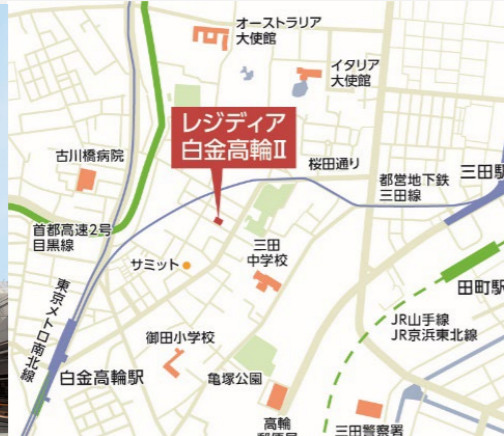 オーストラリア
大使館
イタリア
大使館
レジディア
白金高輪Ⅱ
古川橋病院
桜田通り
都営地下鉄
三田線
三田駅
首都高速2号
目黒線
サミット
三田
中学校
田町駅
東京メトロ南北線
JR山手線
JR京浜東北線
御田小学校
白金高輪駅
亀塚公園
高輪
郵便局
三田警察署